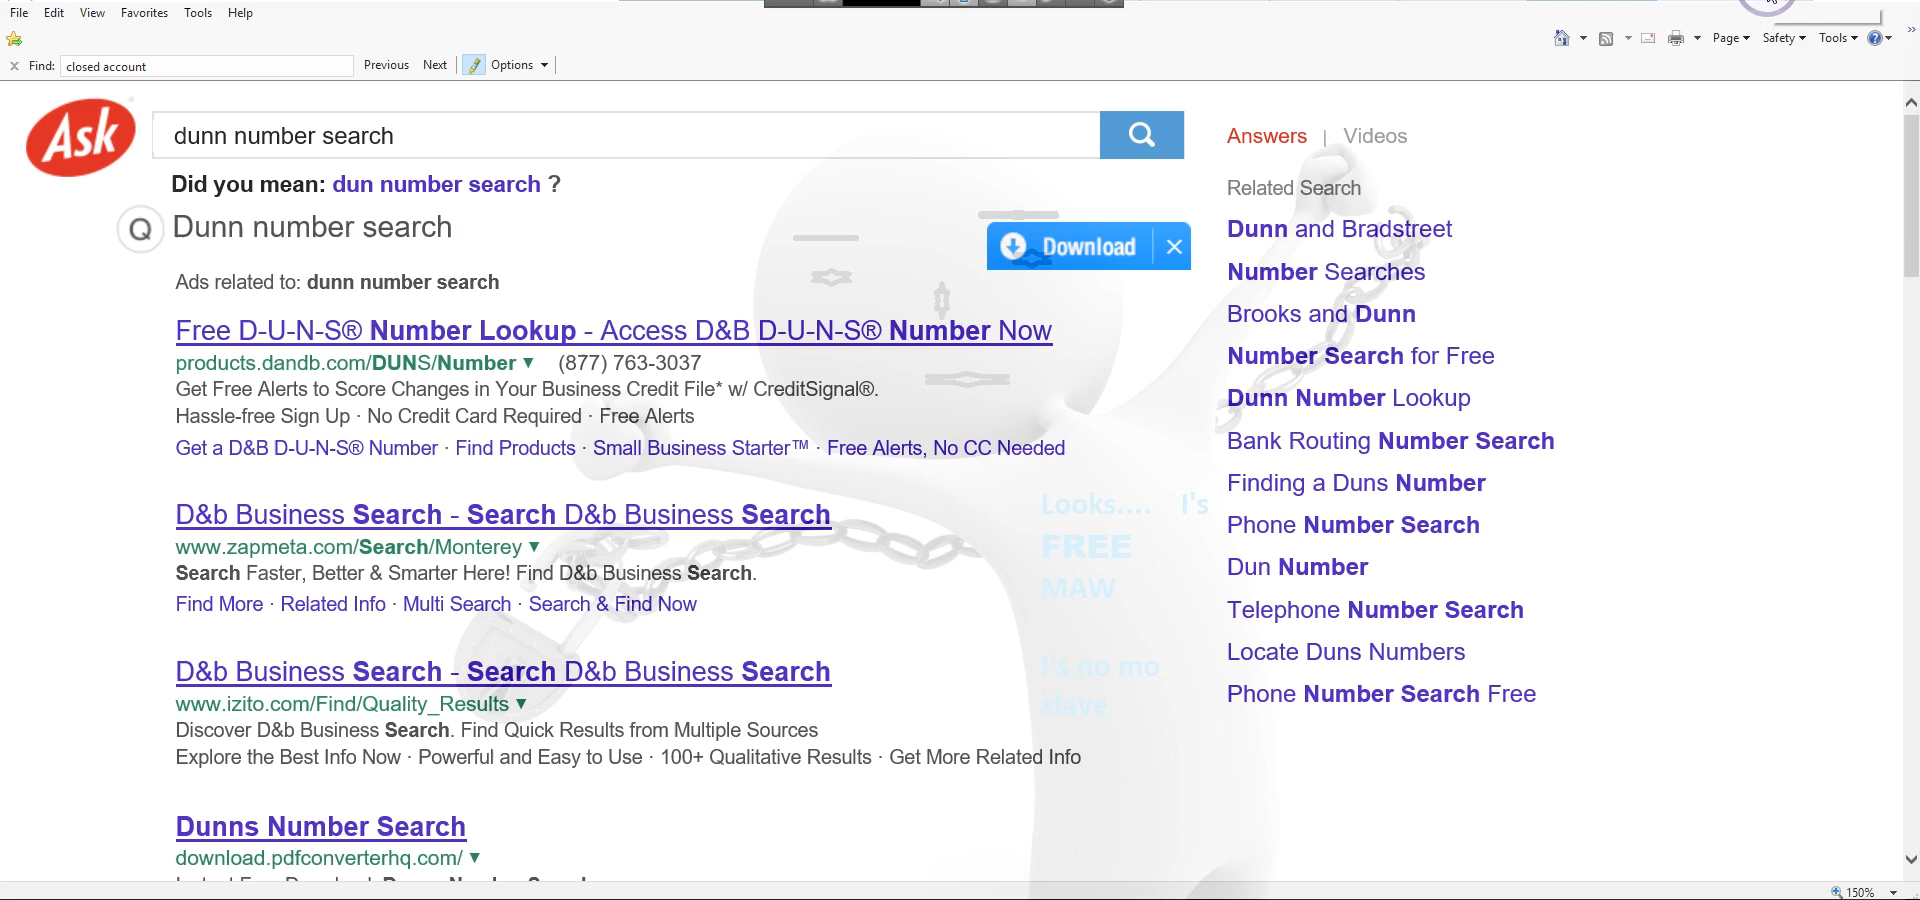 File Edit View Favorites Tools Help
Page Safety Tools
Find: closed account Previous Next Options
Ask
dunn number search
Answers | Videos
Did you mean: dun number search ?
Related Search
Q Dunn number search
Download
Dunn and Bradstreet
Number Searches
Brooks and Dunn
Number Search for Free
Dunn Number Lookup
Bank Routing Number Search
Finding a Duns Number
Phone Number Search
Dun Number
Telephone Number Search
Locate Duns Numbers
Phone Number Search Free
Ads related to: dunn number search
Free D-U-N-S® Number Lookup - Access D&B D-U-N-S® Number Now
products.dandb.com/DUNS/Number ▼ (877) 763-3037
Get Free Alerts to Score Changes in Your Business Credit File* w/ CreditSignal®.
Hassle-free Sign Up · No Credit Card Required · Free Alerts
Get a D&B D-U-N-S® Number · Find Products · Small Business Starter™ · Free Alerts, No CC Needed
D&b Business Search - Search D&b Business Search
www.zapmeta.com/Search/Monterey ▼
Search Faster, Better & Smarter Here! Find D&b Business Search.
Find More · Related Info · Multi Search · Search & Find Now
D&b Business Search - Search D&b Business Search
www.izito.com/Find/Quality_Results ▼
Discover D&b Business Search. Find Quick Results from Multiple Sources
Explore the Best Info Now · Powerful and Easy to Use · 100+ Qualitative Results · Get More Related Info
Dunns Number Search
download.pdfconverterhq.com/ ▼
Looks.... I's
FREE
MAW
I's no mo
slave
150%